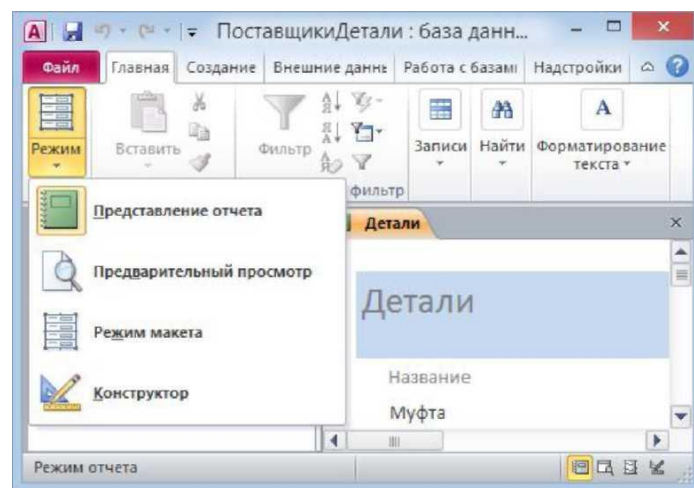 ПоставщикиДетали : база данн...
Файл Главная Создание Внешние данны Работа с базами Надстройки
Режим Вставить Фильтр Записи Найти Форматирование текста
фильтр
Представление отчета
Предварительный просмотр
Режим макета
Конструктор
Детали
Детали
Название
Муфта
Режим отчета